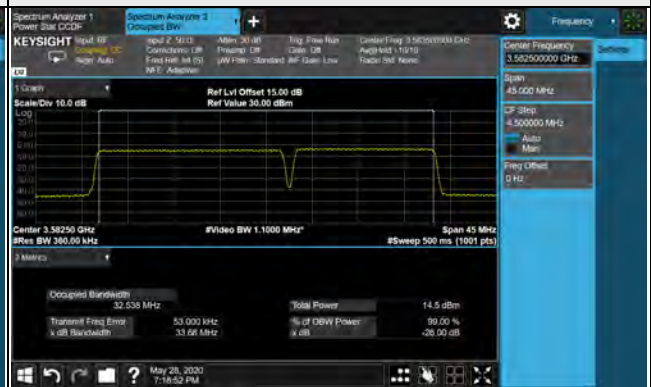 Spectrum Analyzer 1
Power Stat CCDF
Spectrum Analyzer 3
Occupied BW
+
Frequency
KEYSIGHT
Input: RF
Coupling: DC
Align: Auto
Input Z: 50 Ω
Corrections: Off
Freq Ref: Int (S)
NFE: Adaptive
Atten: 30 dB
Preamp: Off
µW Path: Standard
Trig: Free Run
Gate: Off
#IF Gain: Low
Center Freq: 3.582500000 GHz
Avg|Hold: 10/10
Radio Std: None
Center Frequency
3.582500000 GHz
Settings
Span
45.000 MHz
CF Step
4.500000 MHz
Auto
Man
Freq Offset
0 Hz
1 Graph
Scale/Div 10.0 dB
Ref Lvl Offset 15.00 dB
Ref Value 30.00 dBm
Log
Center 3.58250 GHz
#Video BW 1.1000 MHz*
Span 45 MHz
#Res BW 360.00 kHz
#Sweep 500 ms (1001 pts)
2 Metrics
Occupied Bandwidth
32.538 MHz
Total Power
14.5 dBm
Transmit Freq Error
53.000 kHz
% of OBW Power
99.00 %
x dB Bandwidth
33.66 MHz
x dB
-26.00 dB
?
May 28, 2020
7:18:52 PM